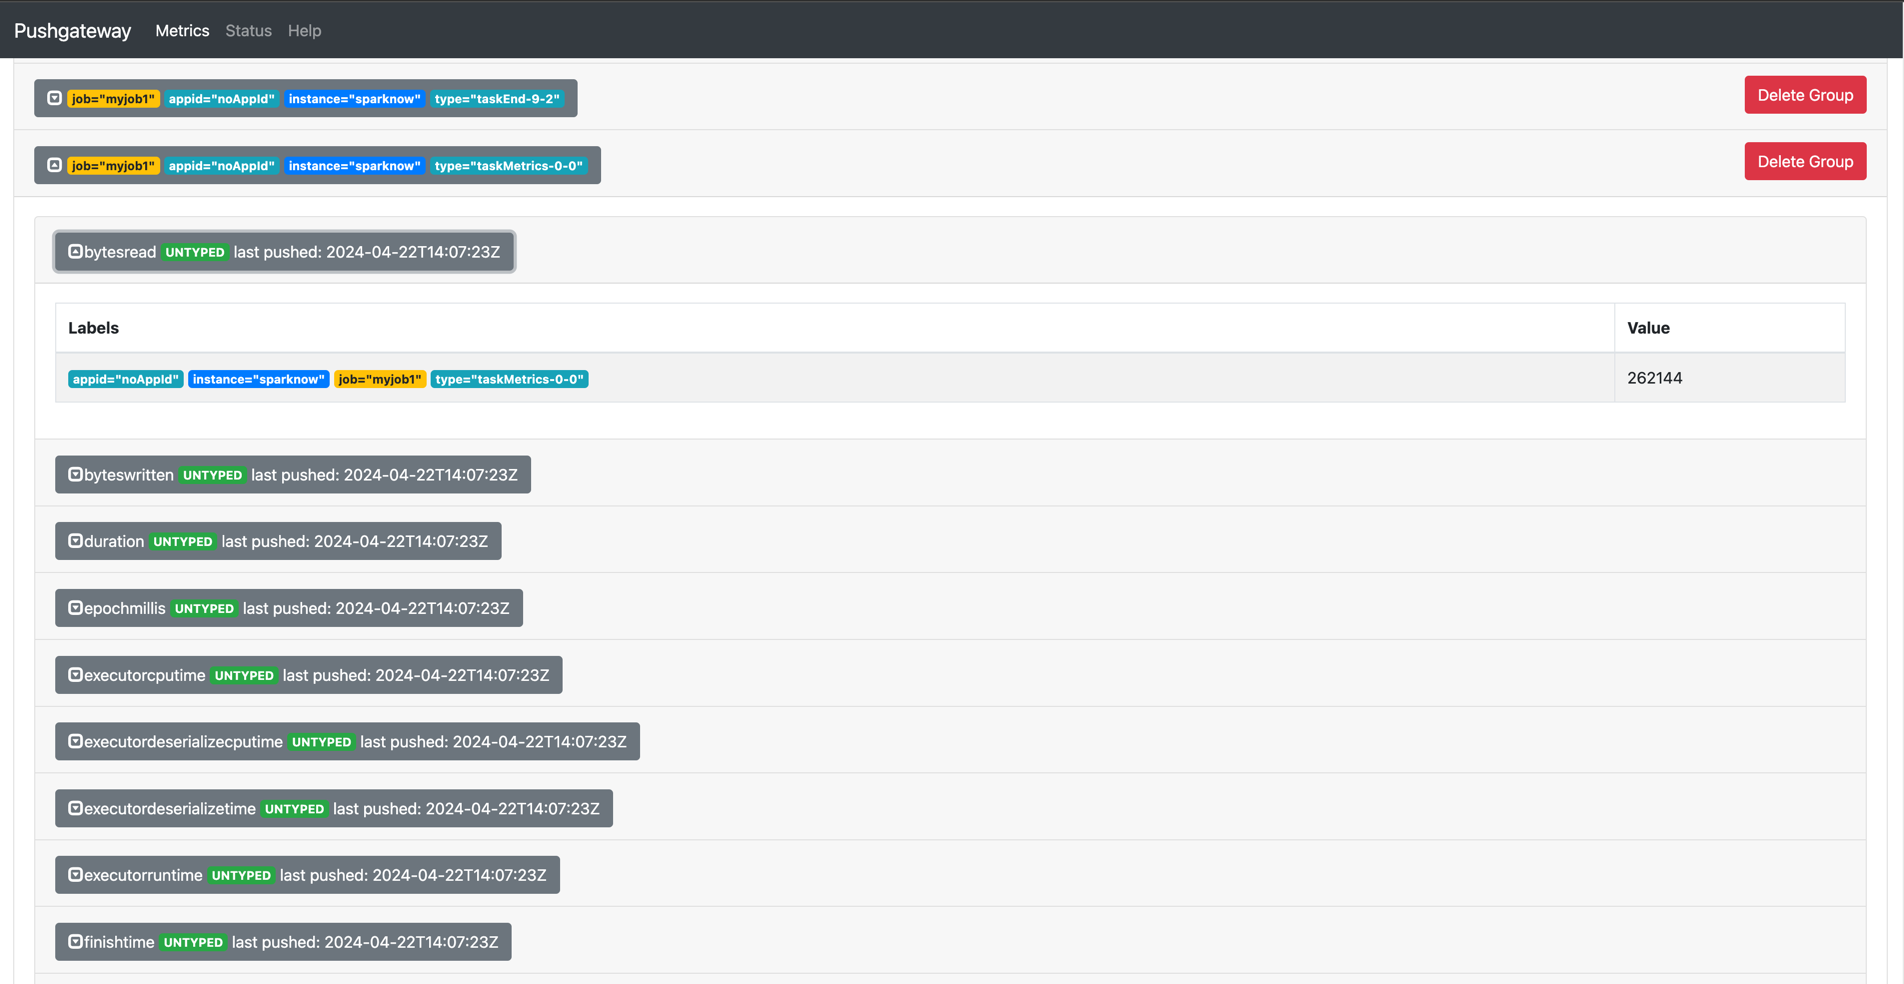 Pushgateway Metrics Status Help
job="myjob1" appid="noAppId" instance="sparknow" type="taskEnd-9-2" Delete Group
job="myjob1" appid="noAppId" instance="sparknow" type="taskMetrics-0-0" Delete Group
bytesread UNTYPED last pushed: 2024-04-22T14:07:23Z
Labels Value
appid="noAppId" instance="sparknow" job="myjob1" type="taskMetrics-0-0" 262144
byteswritten UNTYPED last pushed: 2024-04-22T14:07:23Z
duration UNTYPED last pushed: 2024-04-22T14:07:23Z
epochmillis UNTYPED last pushed: 2024-04-22T14:07:23Z
executorcputime UNTYPED last pushed: 2024-04-22T14:07:23Z
executordeserializecputime UNTYPED last pushed: 2024-04-22T14:07:23Z
executordeserializetime UNTYPED last pushed: 2024-04-22T14:07:23Z
executorruntime UNTYPED last pushed: 2024-04-22T14:07:23Z
finishtime UNTYPED last pushed: 2024-04-22T14:07:23Z